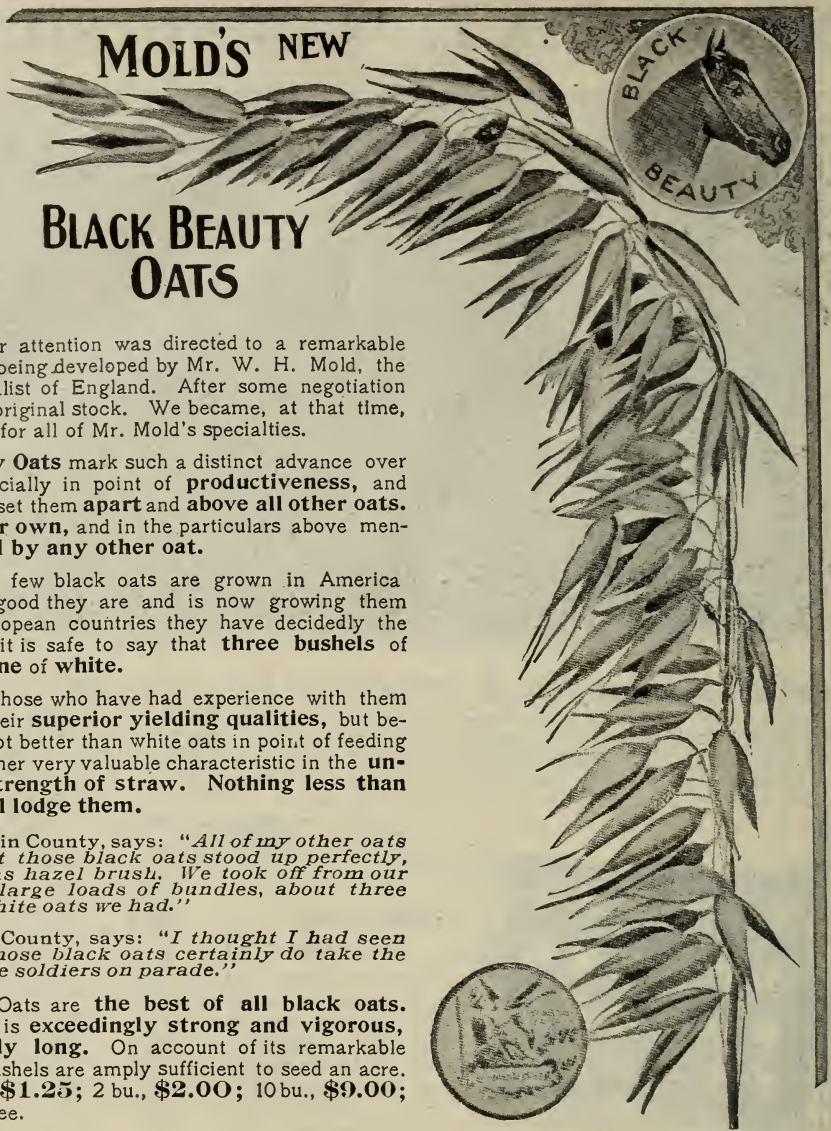 MOLD'S NEW
BLACK BEAUTY
BLACK BEAUTY
OATS
r attention was directed to a remarkable
being developed by Mr. W. H. Mold, the
list of England. After some negotiation
original stock. We became, at that time,
for all of Mr. Mold's specialties.
y Oats mark such a distinct advance over
cially in point of productiveness, and
set them apart and above all other oats.
r own, and in the particulars above men-
l by any other oat.
few black oats are grown in America
good they are and is now growing them
opean countries they have decidedly the
it is safe to say that three bushels of
ne of white.
hose who have had experience with them
eir superior yielding qualities, but be-
ot better than white oats in point of feeding
her very valuable characteristic in the un-
trength of straw. Nothing less than
l lodge them.
in County, says: "All of my other oats
t those black oats stood up perfectly,
as hazel brush. We took off from our
large loads of bundles, about three
hite oats we had."
County, says: "I thought I had seen
hose black oats certainly do take the
e soldiers on parade."
Oats are the best of all black oats.
is exceedingly strong and vigorous,
ly long. On account of its remarkable
shels are amply sufficient to seed an acre.
$1.25; 2 bu., $2.00; 10 bu., $9.00;
ee.